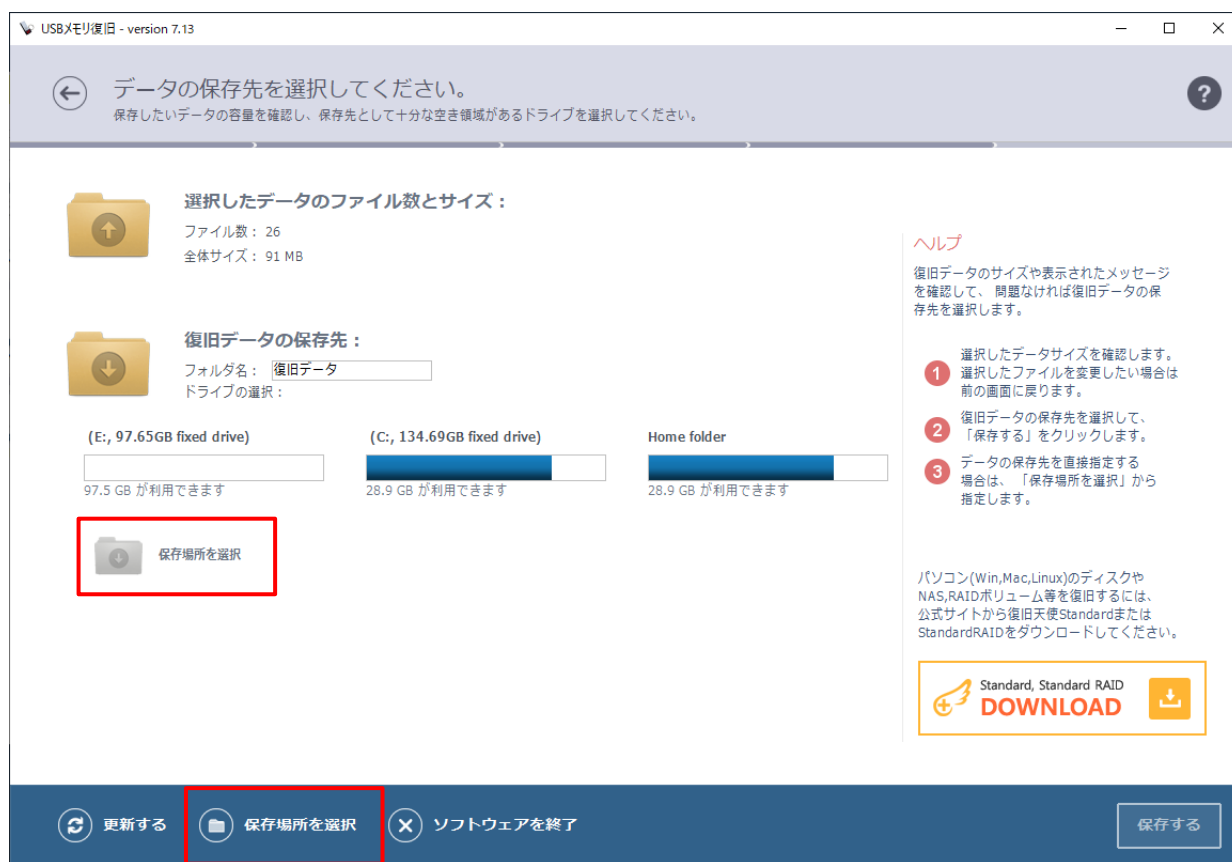 USBメモリ復旧 - version 7.13
データの保存先を選択してください。
保存したいデータの容量を確認し、保存先として十分な空き領域があるドライブを選択してください。
?
選択したデータのファイル数とサイズ：
ファイル数： 26
全体サイズ： 91 MB
復旧データの保存先：
フォルダ名： 復旧データ
ドライブの選択：
(E:, 97.65GB fixed drive)
97.5 GB が利用できます
(C:, 134.69GB fixed drive)
28.9 GB が利用できます
Home folder
28.9 GB が利用できます
保存場所を選択
ヘルプ
復旧データのサイズや表示されたメッセージ
を確認して、 問題なければ復旧データの保
存先を選択します。
1 選択したデータサイズを確認します。
選択したファイルを変更したい場合は
前の画面に戻ります。
2 復旧データの保存先を選択して、
「保存する」をクリックします。
3 データの保存先を直接指定する
場合は、 「保存場所を選択」から
指定します。
パソコン(Win,Mac,Linux)のディスクや
NAS,RAIDボリューム等を復旧するには、
公式サイトから復旧天使Standardまたは
StandardRAIDをダウンロードしてください。
Standard, Standard RAID
DOWNLOAD
更新する
保存場所を選択
ソフトウェアを終了
保存する